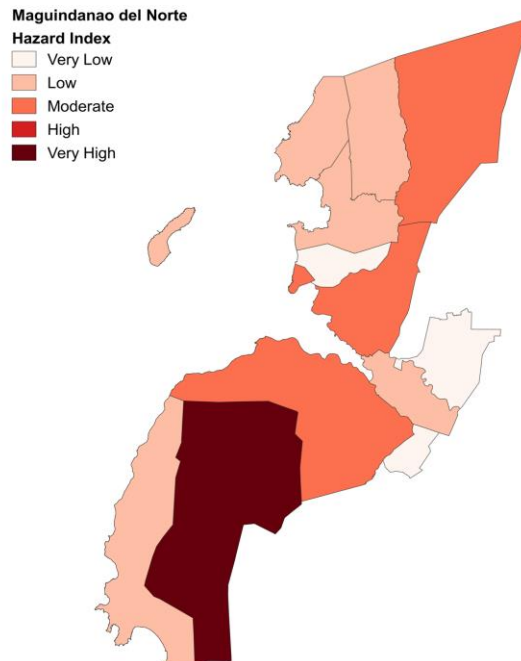 Maguindanao del Norte
Hazard Index
Very Low
Low
Moderate
High
Very High